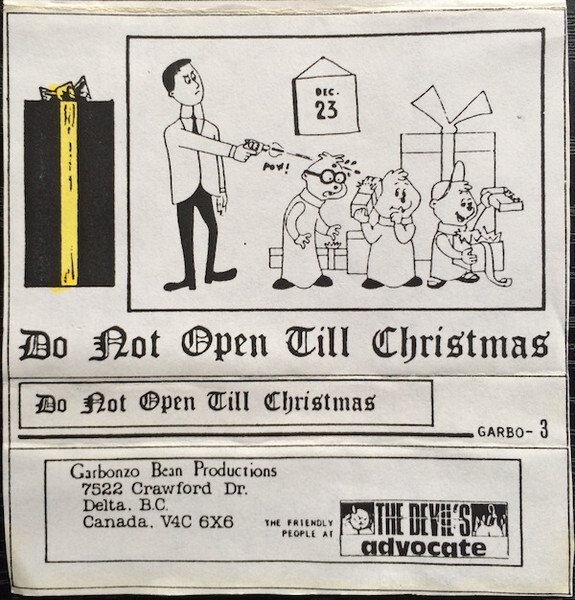 DEC.
23
POW!
Do Not Open Till Christmas
Do Not Open Till Christmas
GARBO-3
Garbonzo Bean Productions
7522 Crawford Dr.
Delta. B.C.
Canada. V4C 6X6
THE FRIENDLY
PEOPLE AT
THE DEVIL'S
advocate